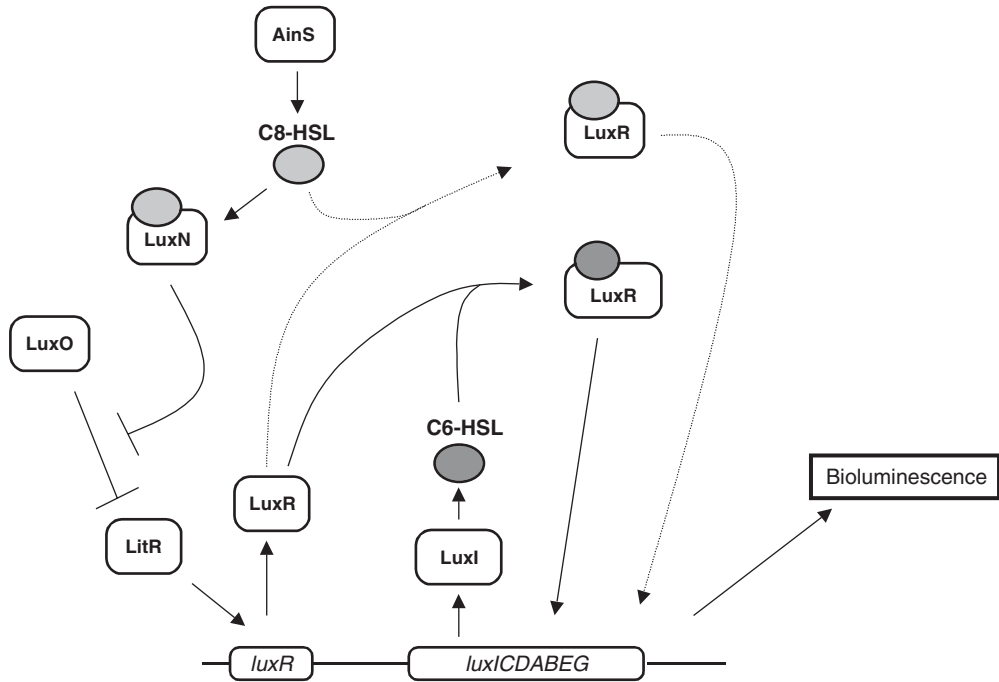 AinS
C8-HSL
LuxR
LuxN
LuxR
LuxO
C6-HSL
LuxR
Bioluminescence
LitR
LuxI
luxR
luxICDABEG